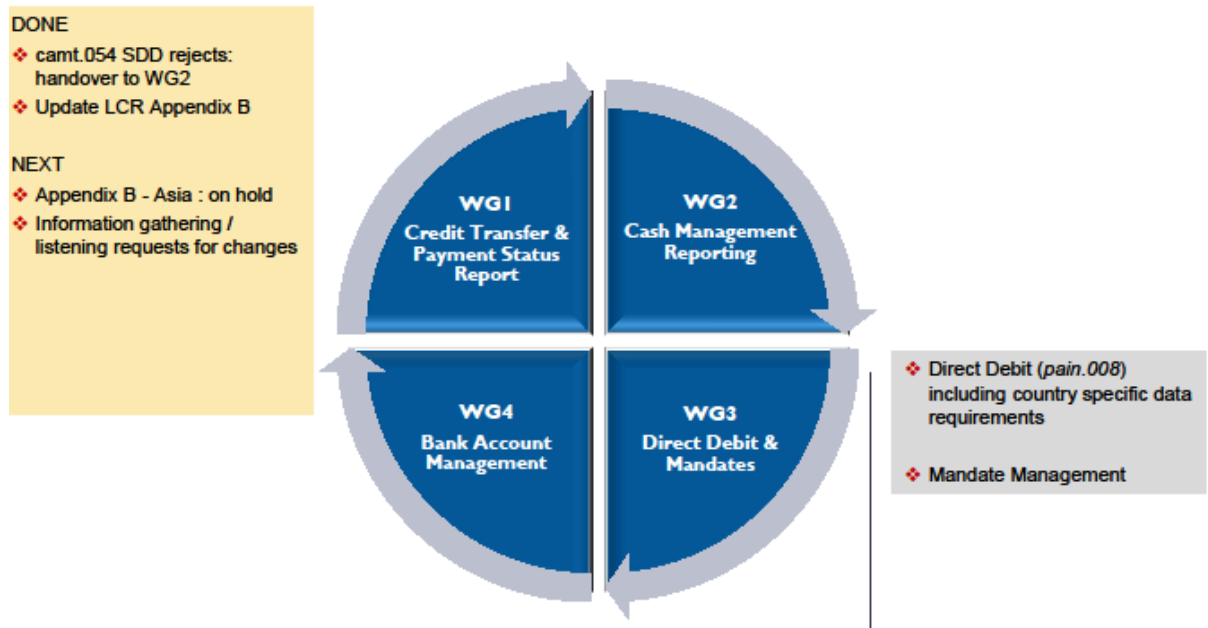 DONE
❖ camt.054 SDD rejects:
handover to WG2
❖ Update LCR Appendix B
NEXT
❖ Appendix B - Asia : on hold
❖ Information gathering /
listening requests for changes
WG1
Credit Transfer &
Payment Status
Report
WG2
Cash Management
Reporting
WG4
Bank Account
Management
WG3
Direct Debit &
Mandates
❖ Direct Debit (pain.008)
including country specific data
requirements
❖ Mandate Management